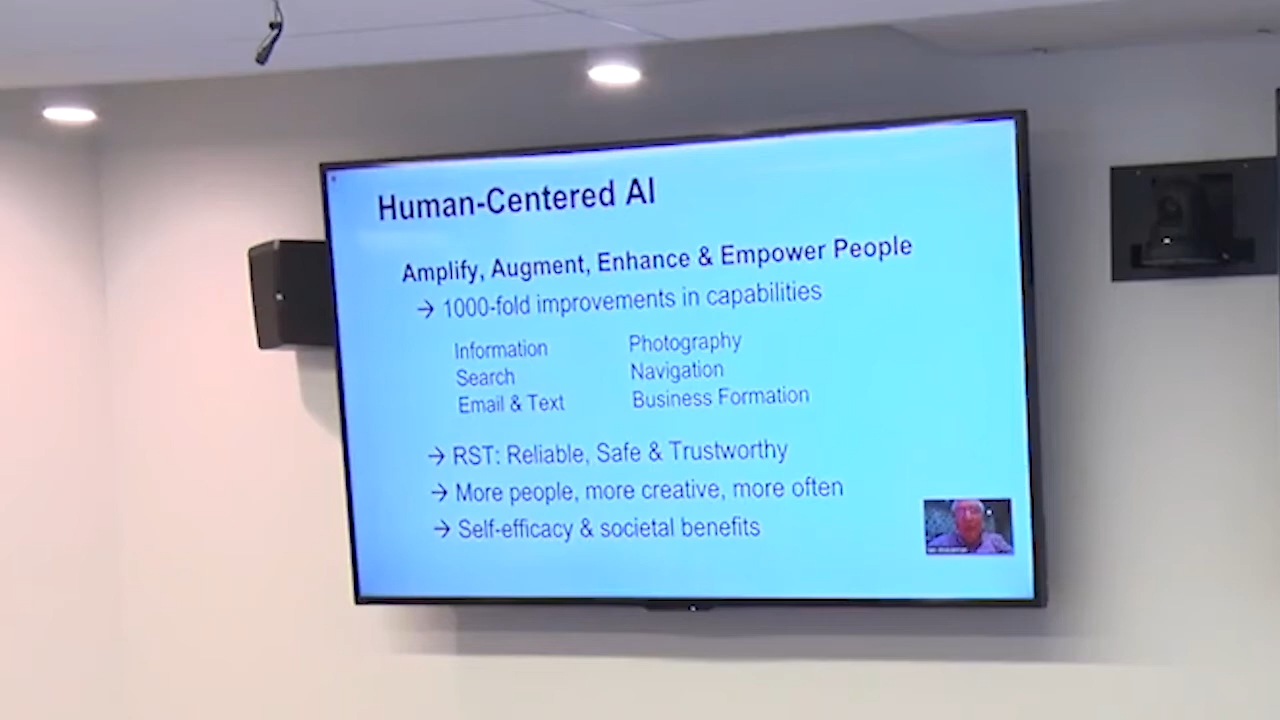 Human-Centered AI
Amplify, Augment, Enhance & Empower People
→ 1000-fold improvements in capabilities
Information Photography
Search Navigation
Email & Text Business Formation
→ RST: Reliable, Safe & Trustworthy
→ More people, more creative, more often
→ Self-efficacy & societal benefits